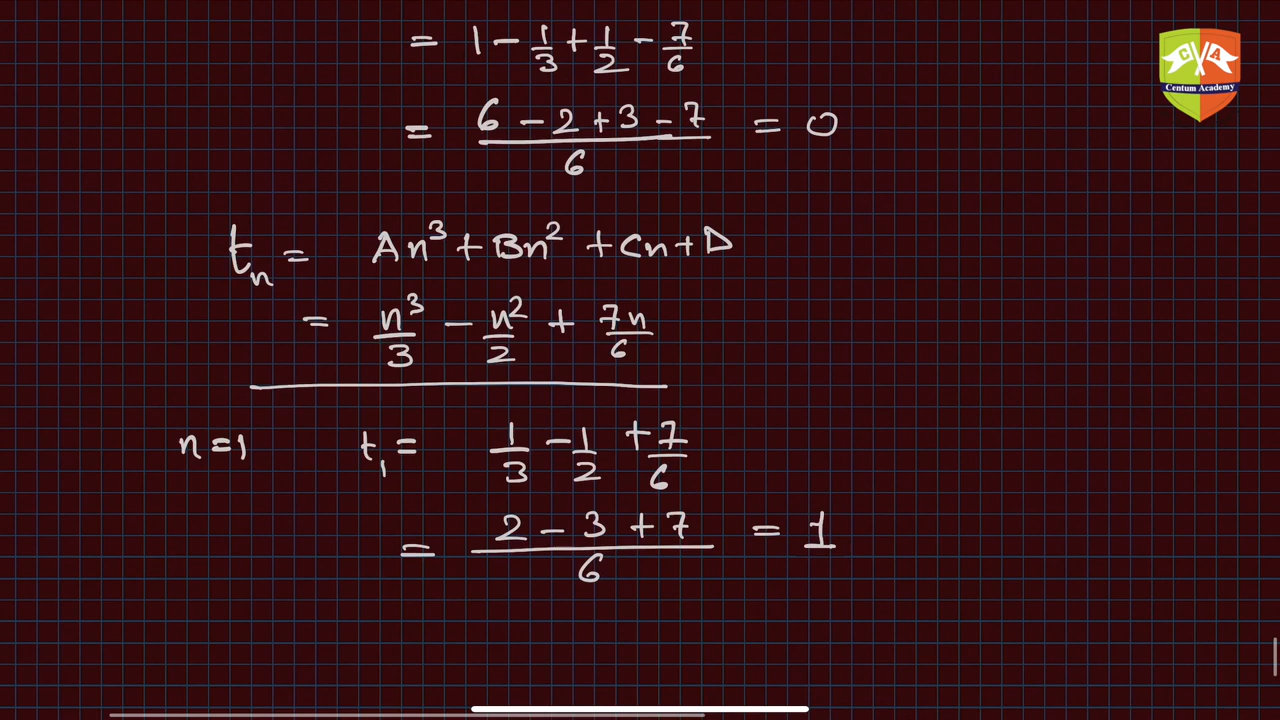 = 1 - 1/3 + 1/2 - 7/6
C A
Centum Academy
= (6 - 2 + 3 - 7)/6 = 0
tₙ = An³ + Bn² + Cn + D
= n³/3 - n²/2 + 7n/6
n = 1 t₁ = 1/3 - 1/2 + 7/6
= (2 - 3 + 7)/6 = 1